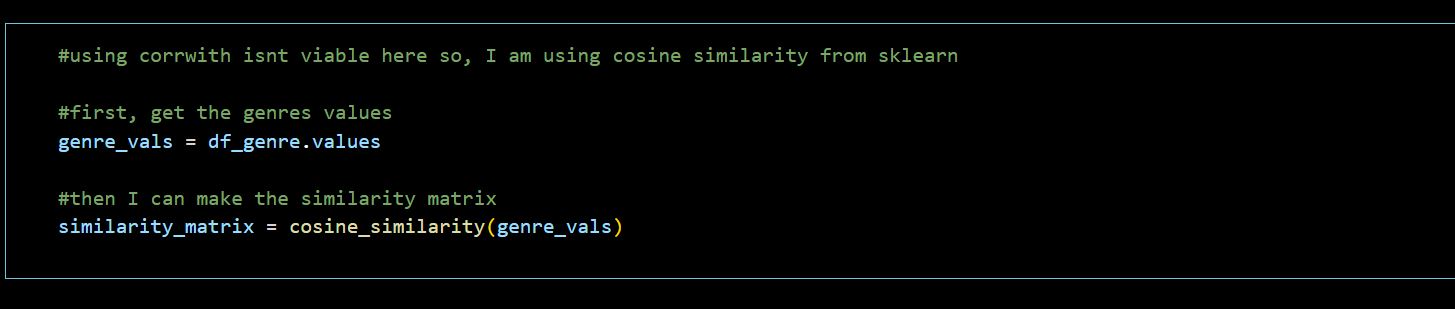 #using corrwith isnt viable here so, I am using cosine similarity from sklearn
#first, get the genres values
genre_vals = df_genre.values
#then I can make the similarity matrix
similarity_matrix = cosine_similarity(genre_vals)